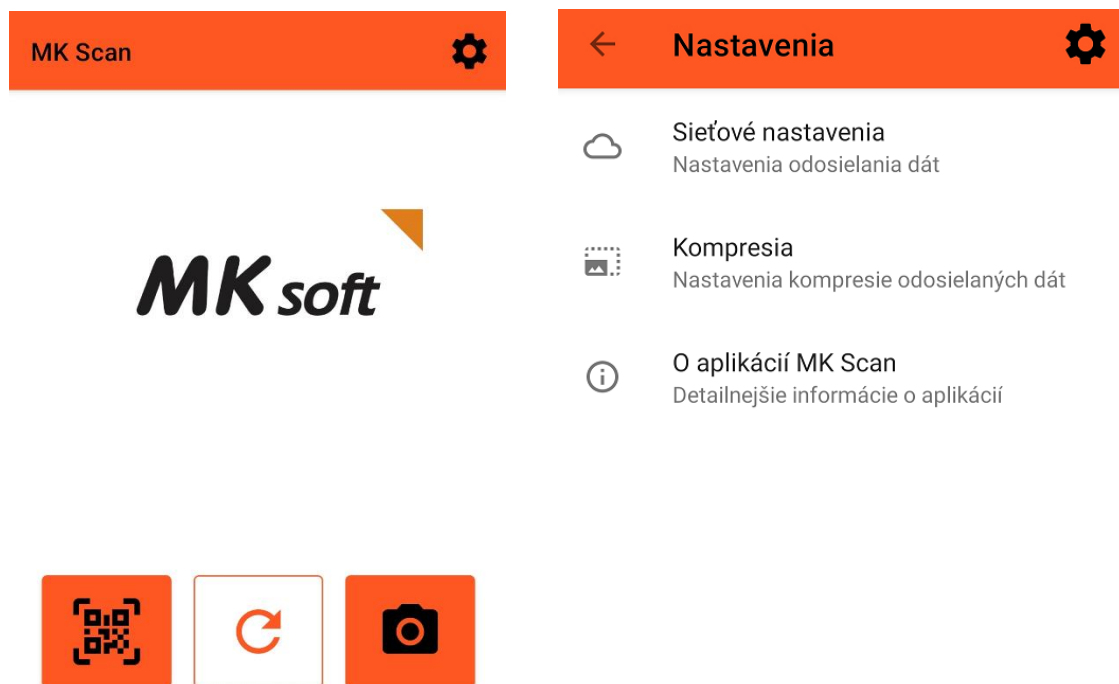 MK Scan
MK soft
Nastavenia
Sieťové nastavenia
Nastavenia odosielania dát
Kompresia
Nastavenia kompresie odosielaných dát
O aplikácií MK Scan
Detailnejšie informácie o aplikácií